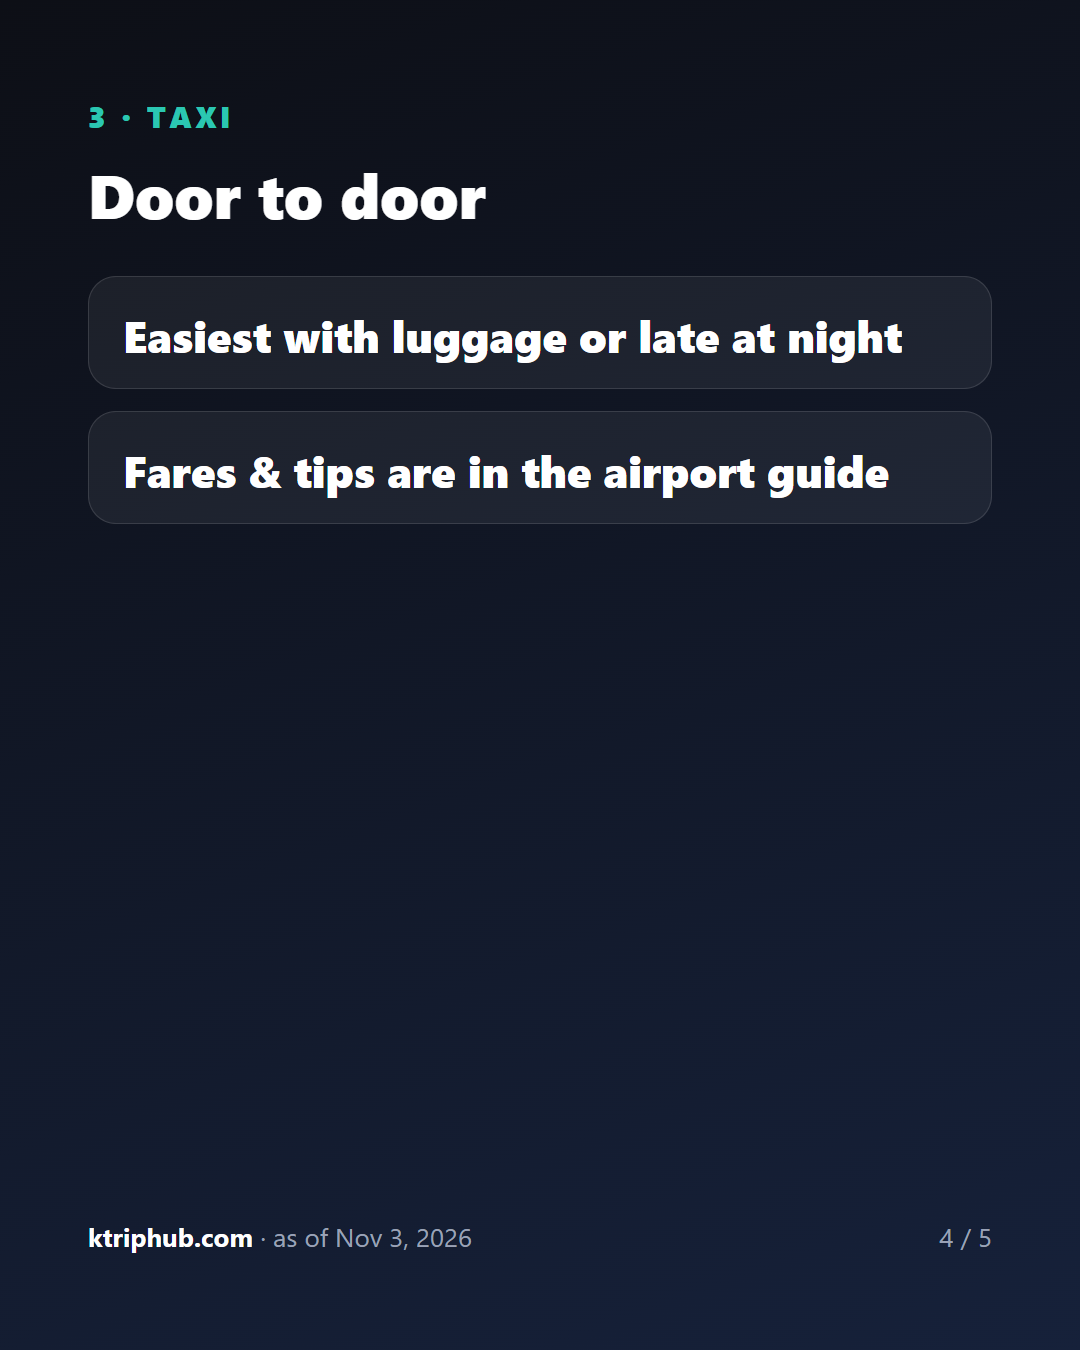 3 · TAXI
Door to door
Easiest with luggage or late at night
Fares & tips are in the airport guide
ktriphub.com · as of Nov 3, 2026
4 / 5